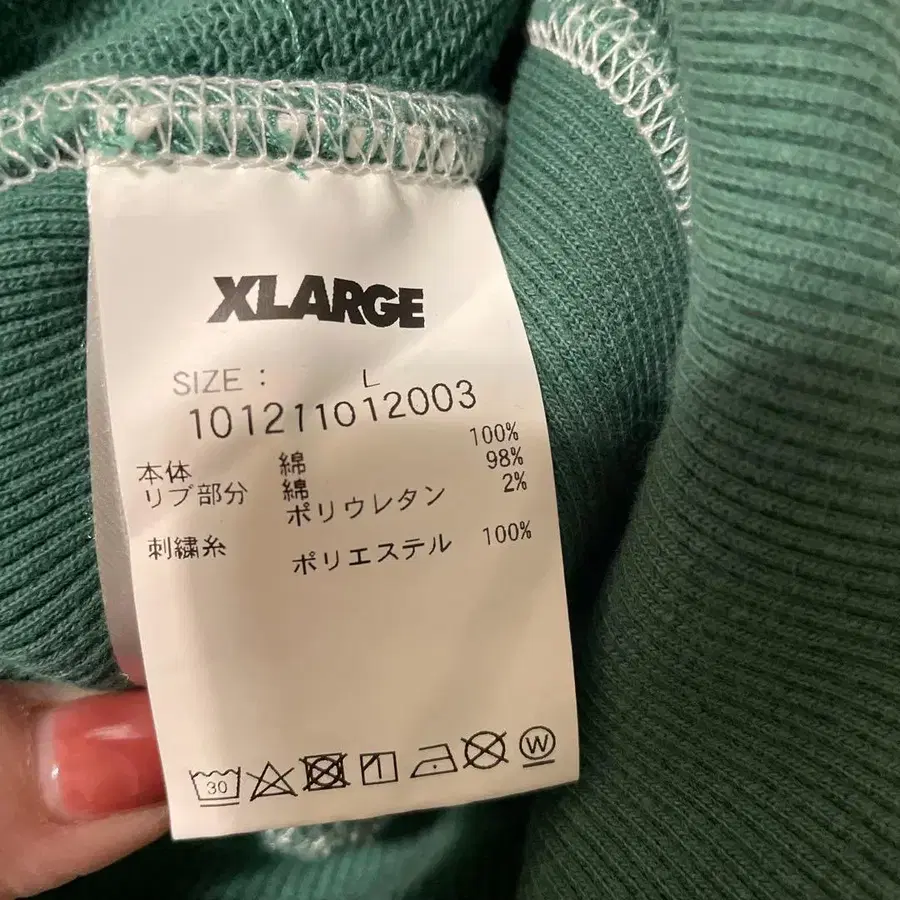 XLARGE
SIZE : L
101211012003
本体 綿 100%
リブ部分 綿 98%
ポリウレタン 2%
刺繍糸 ポリエステル 100%
30
W